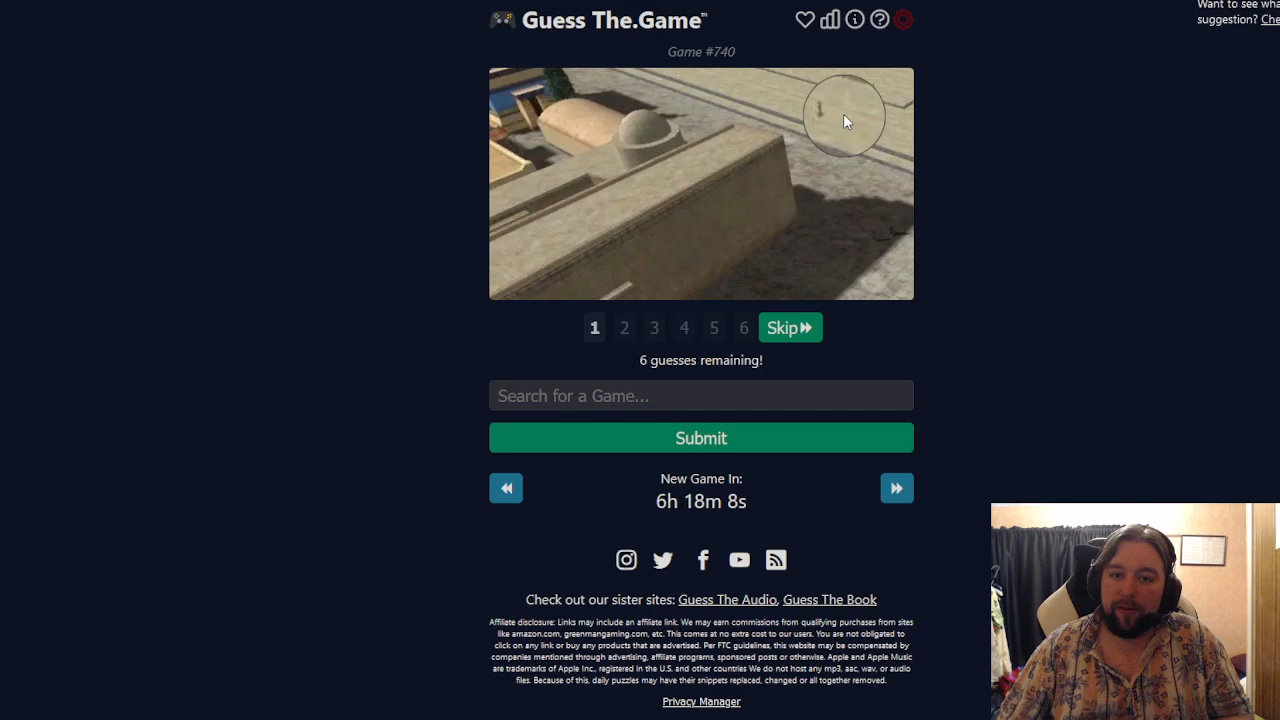 Guess The.Game™
Want to see wha
suggestion? Che
Game #740
1 2 3 4 5 6 Skip
6 guesses remaining!
Search for a Game...
Submit
New Game In:
6h 18m 8s
Check out our sister sites: Guess The Audio, Guess The Book
Affiliate disclosure: Links may include an affiliate link. We may earn commissions from qualifying purchases from sites
like amazon.com, greenmangaming.com, etc. This comes at no extra cost to our users. You are not obligated to
click on any link or buy any products that are advertised. Per FTC guidelines, this website may be compensated by
companies mentioned through advertising, affiliate programs, sponsored posts or otherwise. Apple and Apple Music
are trademarks of Apple Inc., registered in the U.S. and other countries We do not host any mp3, aac, wav, or audio
files. Because of this, daily puzzles may have their snippets replaced, changed or all together removed.
Privacy Manager